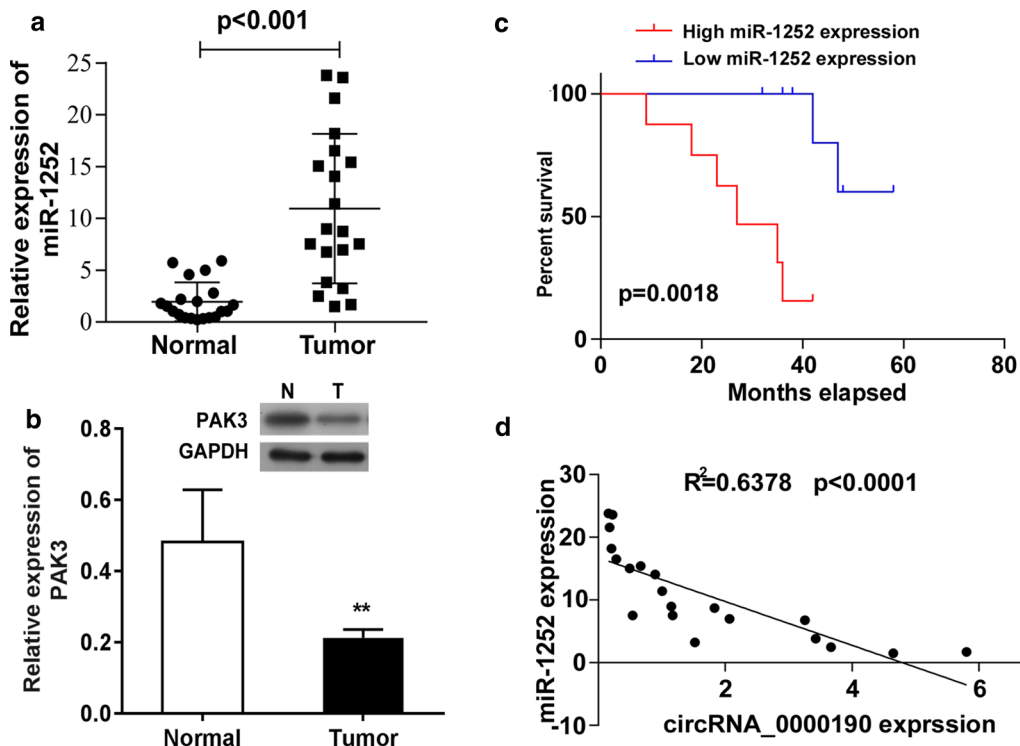 a
p<0.001
Relative expression of
miR-1252
25
20
15
10
5
0
Normal Tumor
b
N T
PAK3
GAPDH
Relative expression of
PAK3
0.8
0.6
0.4
0.2
0.0
**
Normal Tumor
c
High miR-1252 expression
Low miR-1252 expression
Percent survival
100
50
0
p=0.0018
0 20 40 60 80
Months elapsed
d
R²=0.6378 p<0.0001
miR-1252 expression
30
20
10
0
-10
2 4 6
circRNA_0000190 exprssion